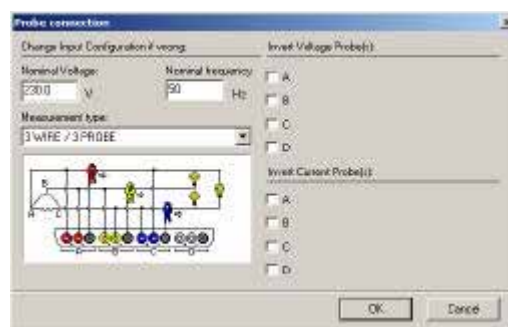 Probe connection
Change Input Configuration if wrong:
Nominal Voltage:
230.0 V
Nominal frequency
50 Hz
Measurement type:
3 WIRE / 3 PROBE
B
A C
A B C D
Invert Voltage Probe(s):
A
B
C
D
Invert Current Probe(s):
A
B
C
D
OK
Cancel